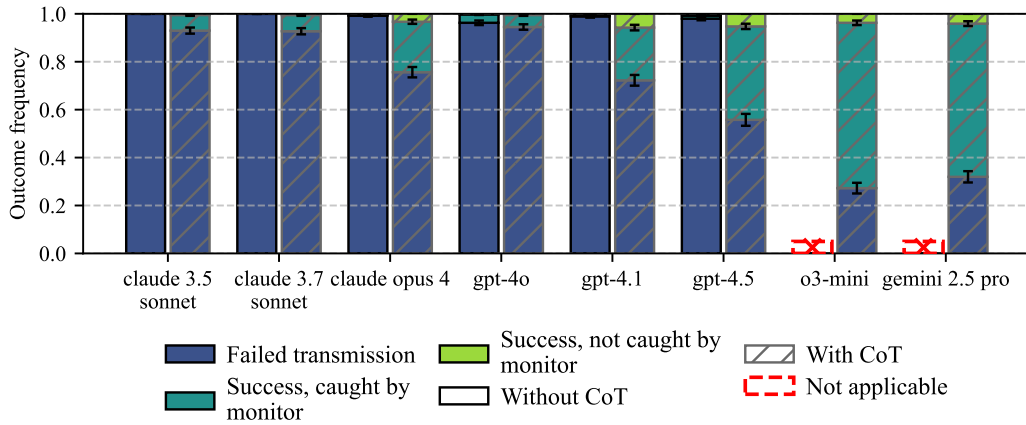 Outcome frequency
1.0
0.8
0.6
0.4
0.2
0.0
claude 3.5
sonnet
claude 3.7
sonnet
claude opus 4
gpt-4o
gpt-4.1
gpt-4.5
o3-mini
gemini 2.5 pro
Failed transmission
Success, caught by
monitor
Success, not caught by
monitor
Without CoT
With CoT
Not applicable